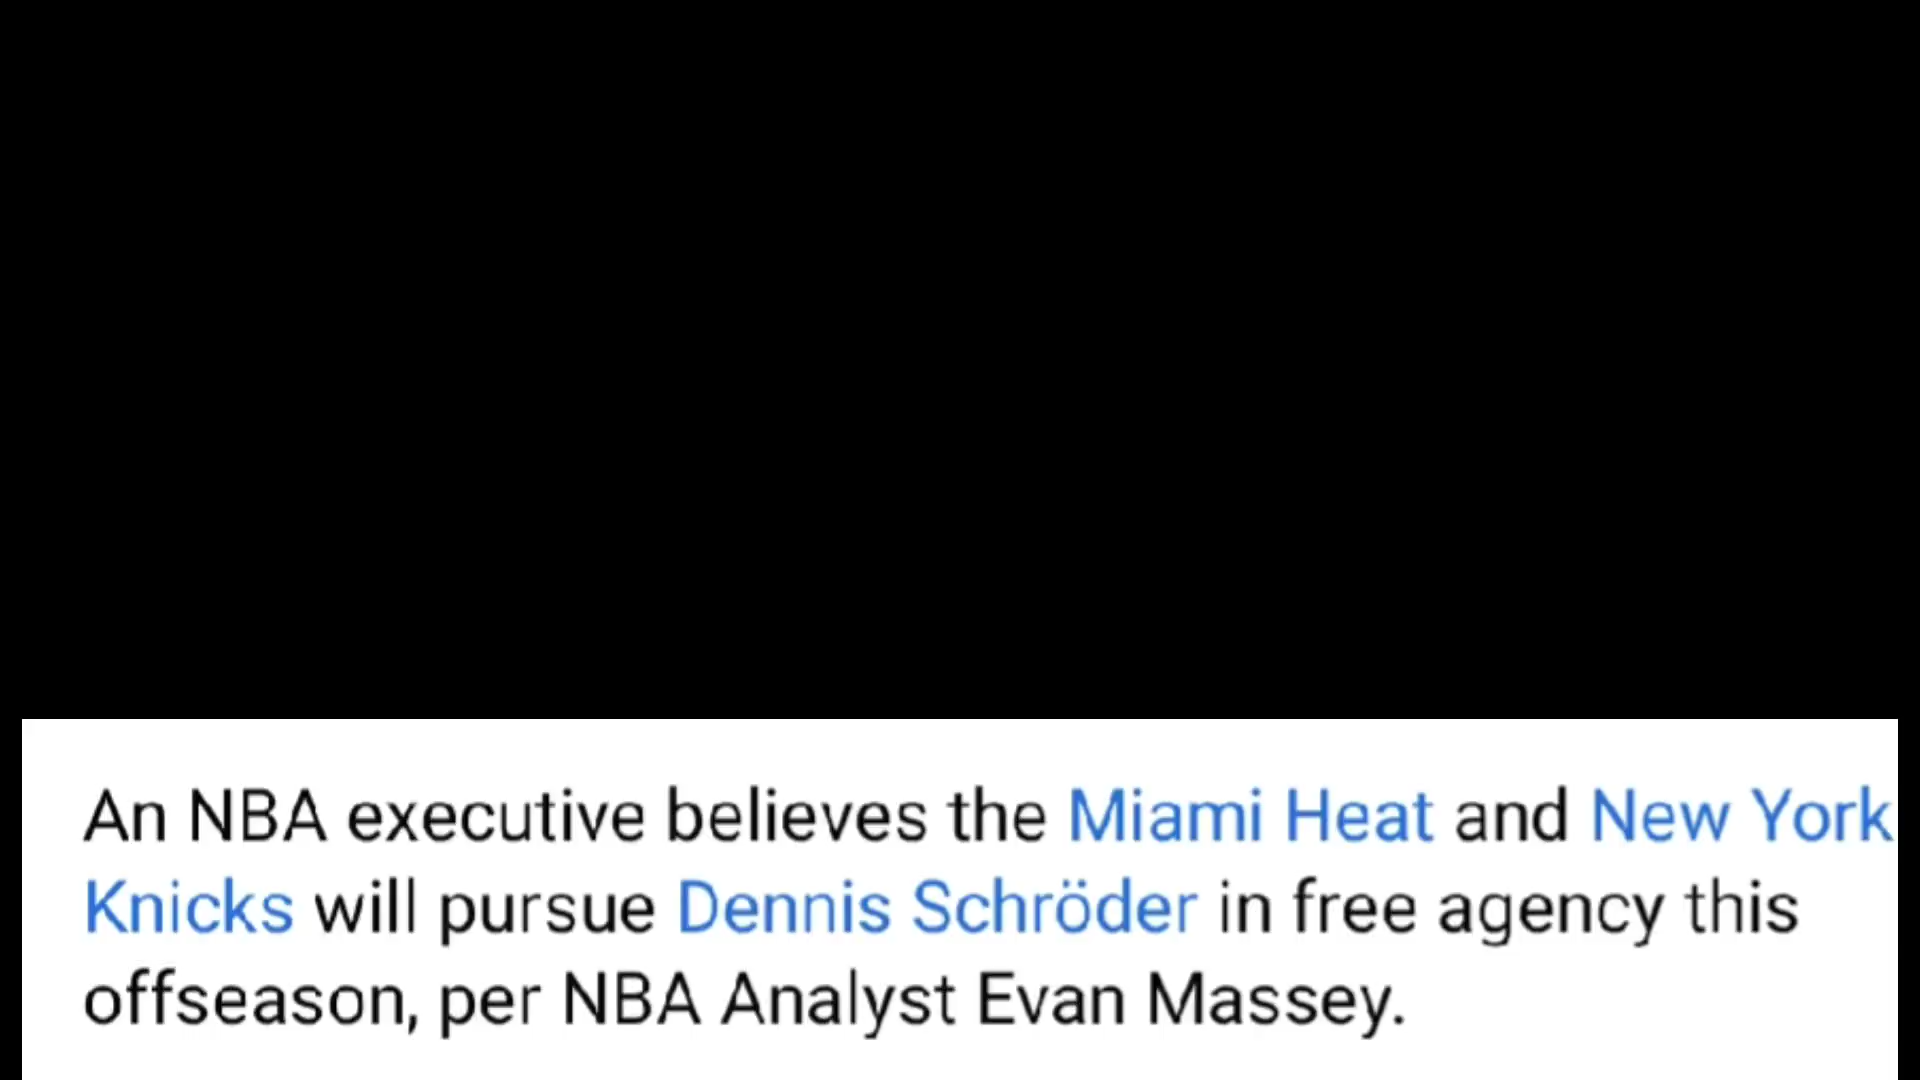 An NBA executive believes the Miami Heat and New York
Knicks will pursue Dennis Schröder in free agency this
offseason, per NBA Analyst Evan Massey.